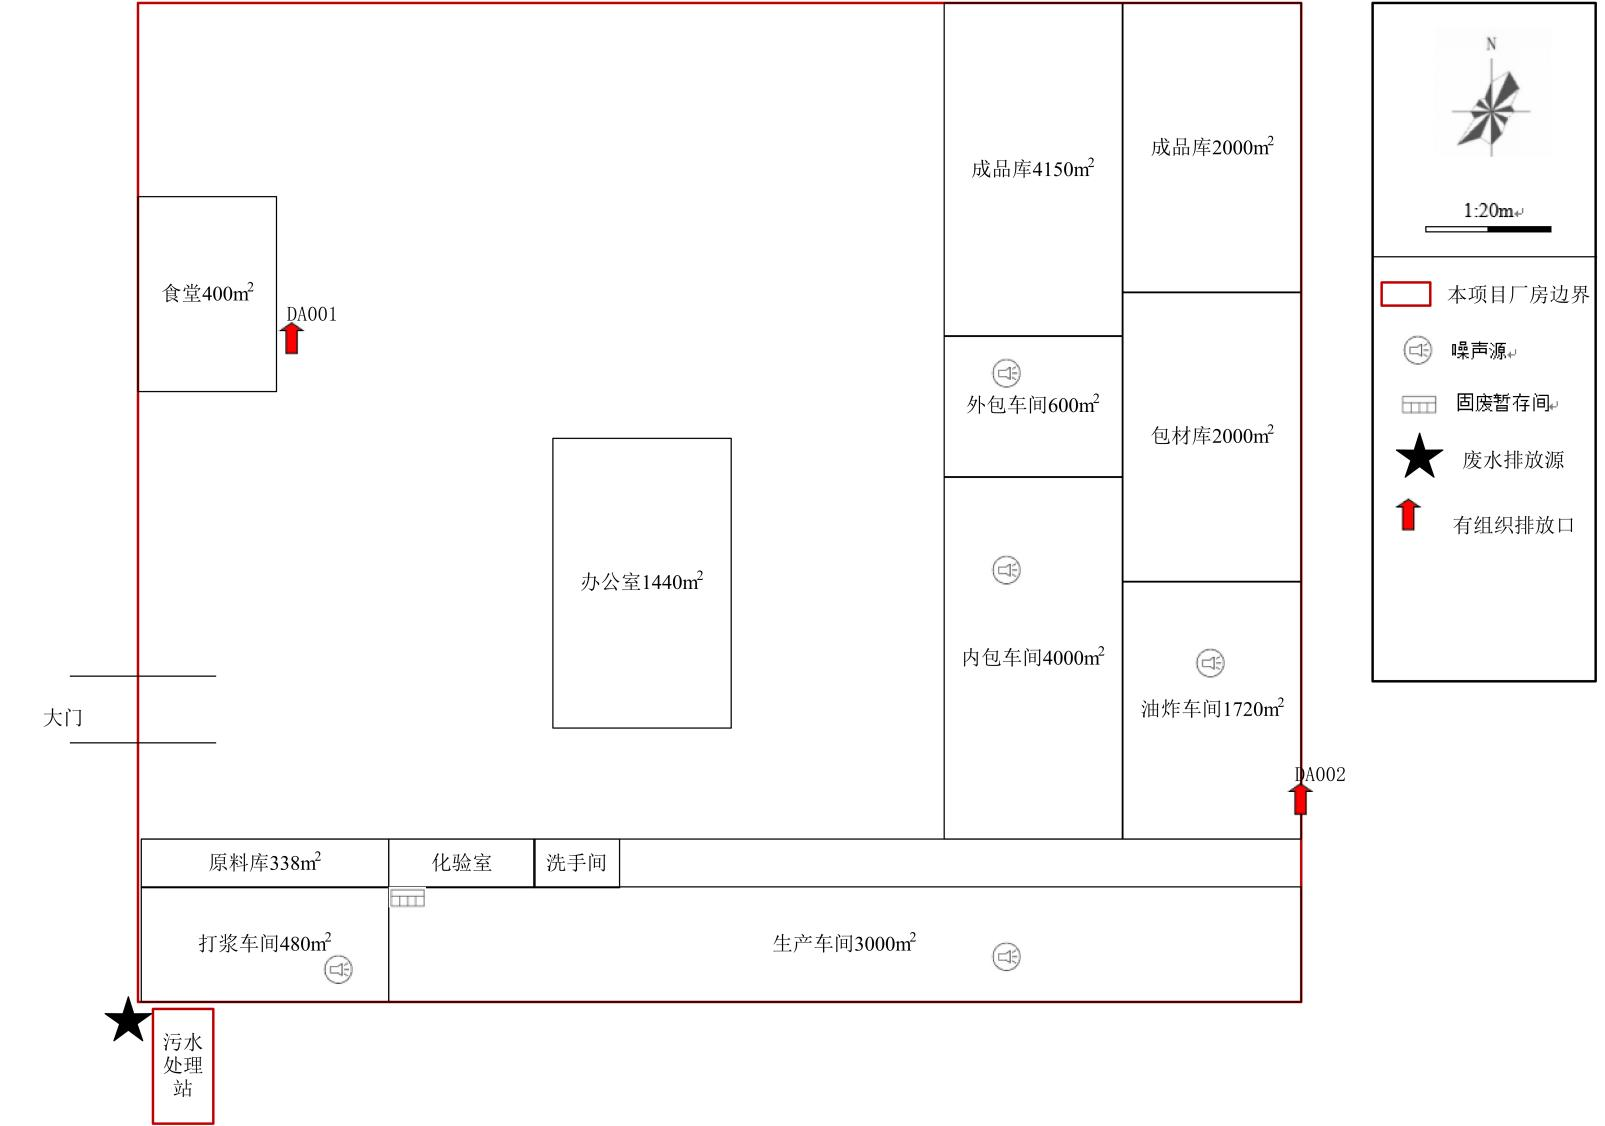 成品库4150m²
成品库2000m²
食堂400m²
DA001
外包车间600m²
包材库2000m²
办公室1440m²
内包车间4000m²
油炸车间1720m²
大门
DA002
原料库338m²
化验室
洗手间
打浆车间480m²
生产车间3000m²
污水
处理
站
N
1:20m↵
本项目厂房边界
噪声源↵
固废暂存间↵
废水排放源
有组织排放口